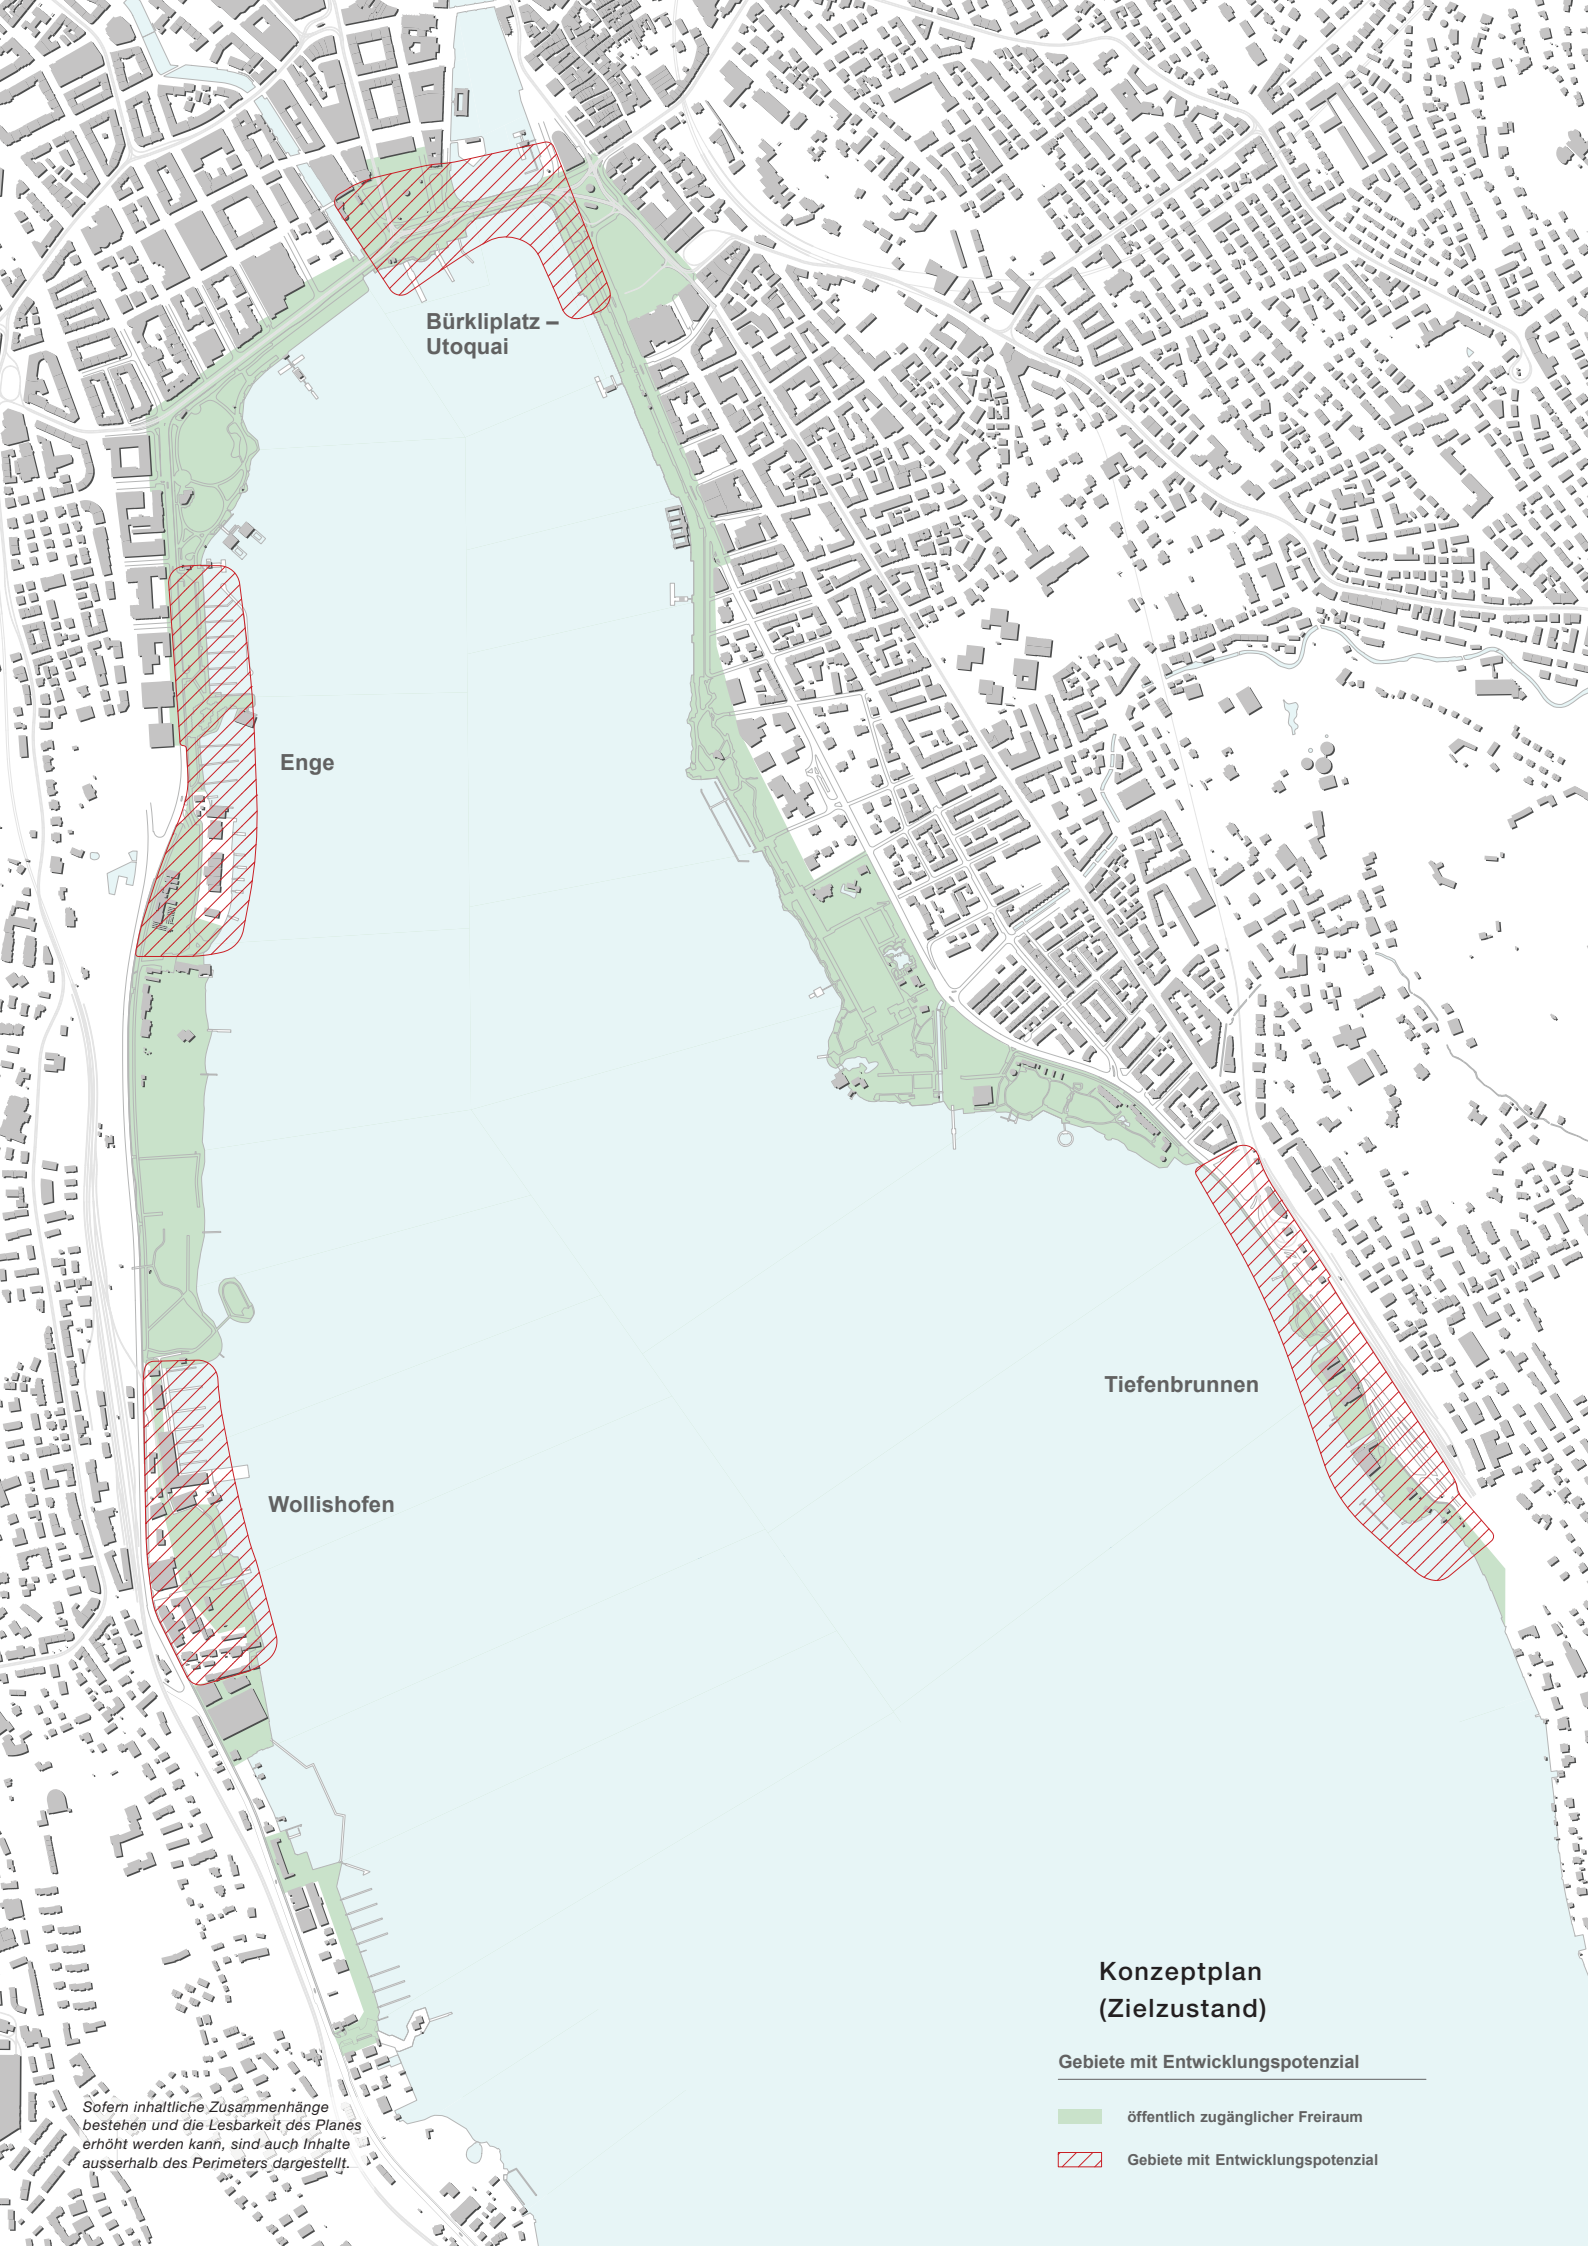 Bürkliplatz –
Utoquai
Enge
Tiefenbrunnen
Wollishofen
Konzeptplan
(Zielzustand)
Gebiete mit Entwicklungspotenzial
öffentlich zugänglicher Freiraum
Gebiete mit Entwicklungspotenzial
Sofern inhaltliche Zusammenhänge
bestehen und die Lesbarkeit des Planes
erhöht werden kann, sind auch Inhalte
ausserhalb des Perimeters dargestellt.